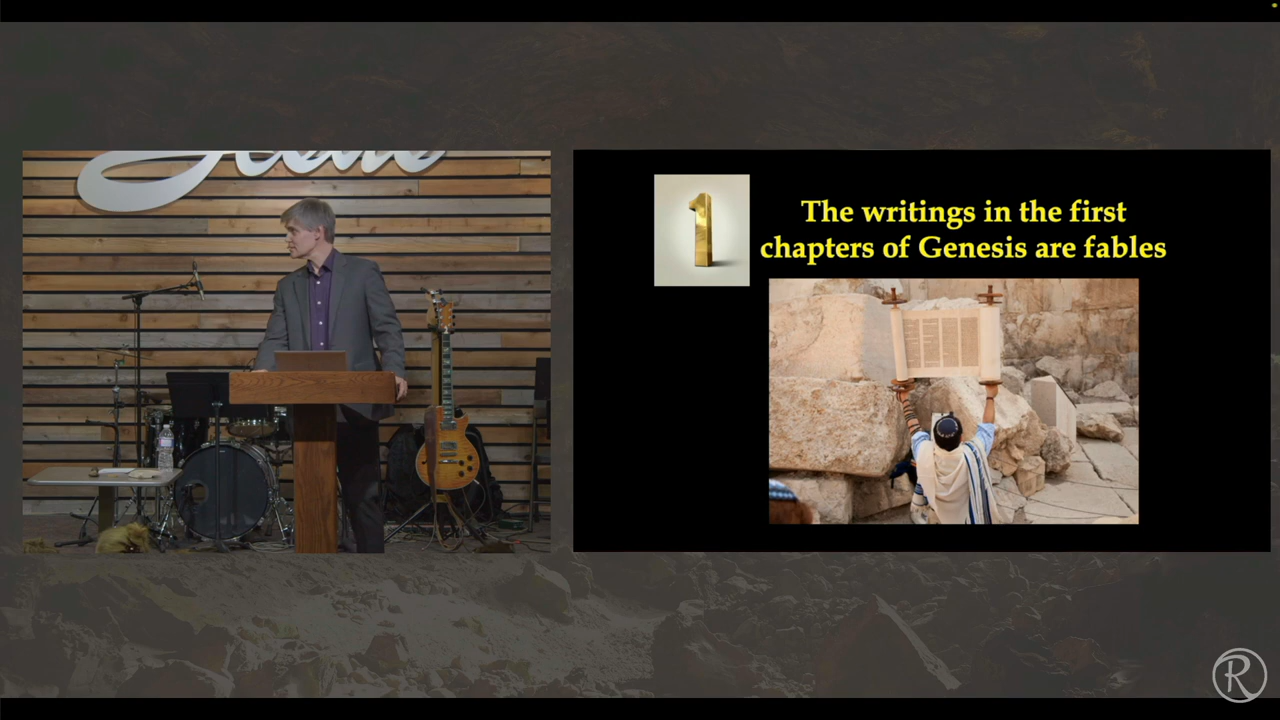 1
The writings in the first
chapters of Genesis are fables
R